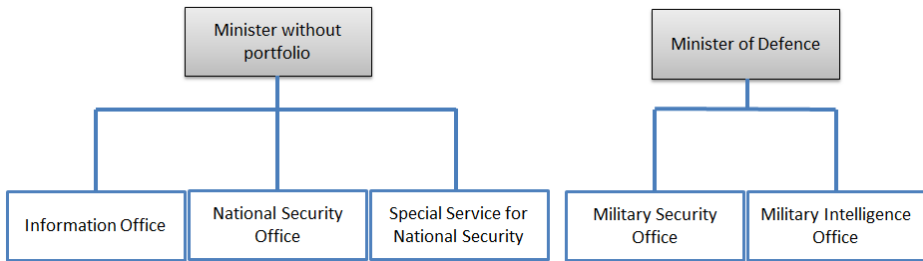 Minister without
portfolio
Minister of Defence
Information Office
National Security
Office
Special Service for
National Security
Military Security
Office
Military Intelligence
Office